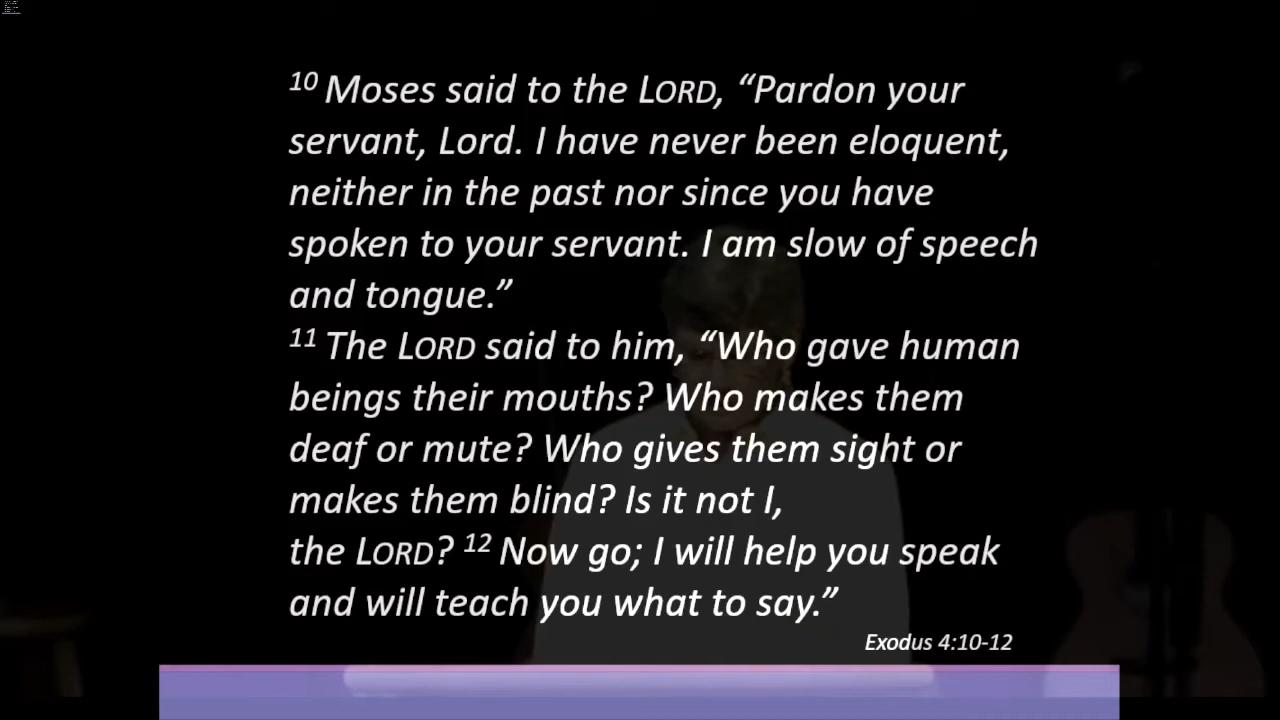 10 Moses said to the LORD, “Pardon your
servant, Lord. I have never been eloquent,
neither in the past nor since you have
spoken to your servant. I am slow of speech
and tongue.”
11 The LORD said to him, “Who gave human
beings their mouths? Who makes them
deaf or mute? Who gives them sight or
makes them blind? Is it not I,
the LORD? 12 Now go; I will help you speak
and will teach you what to say.”
Exodus 4:10-12